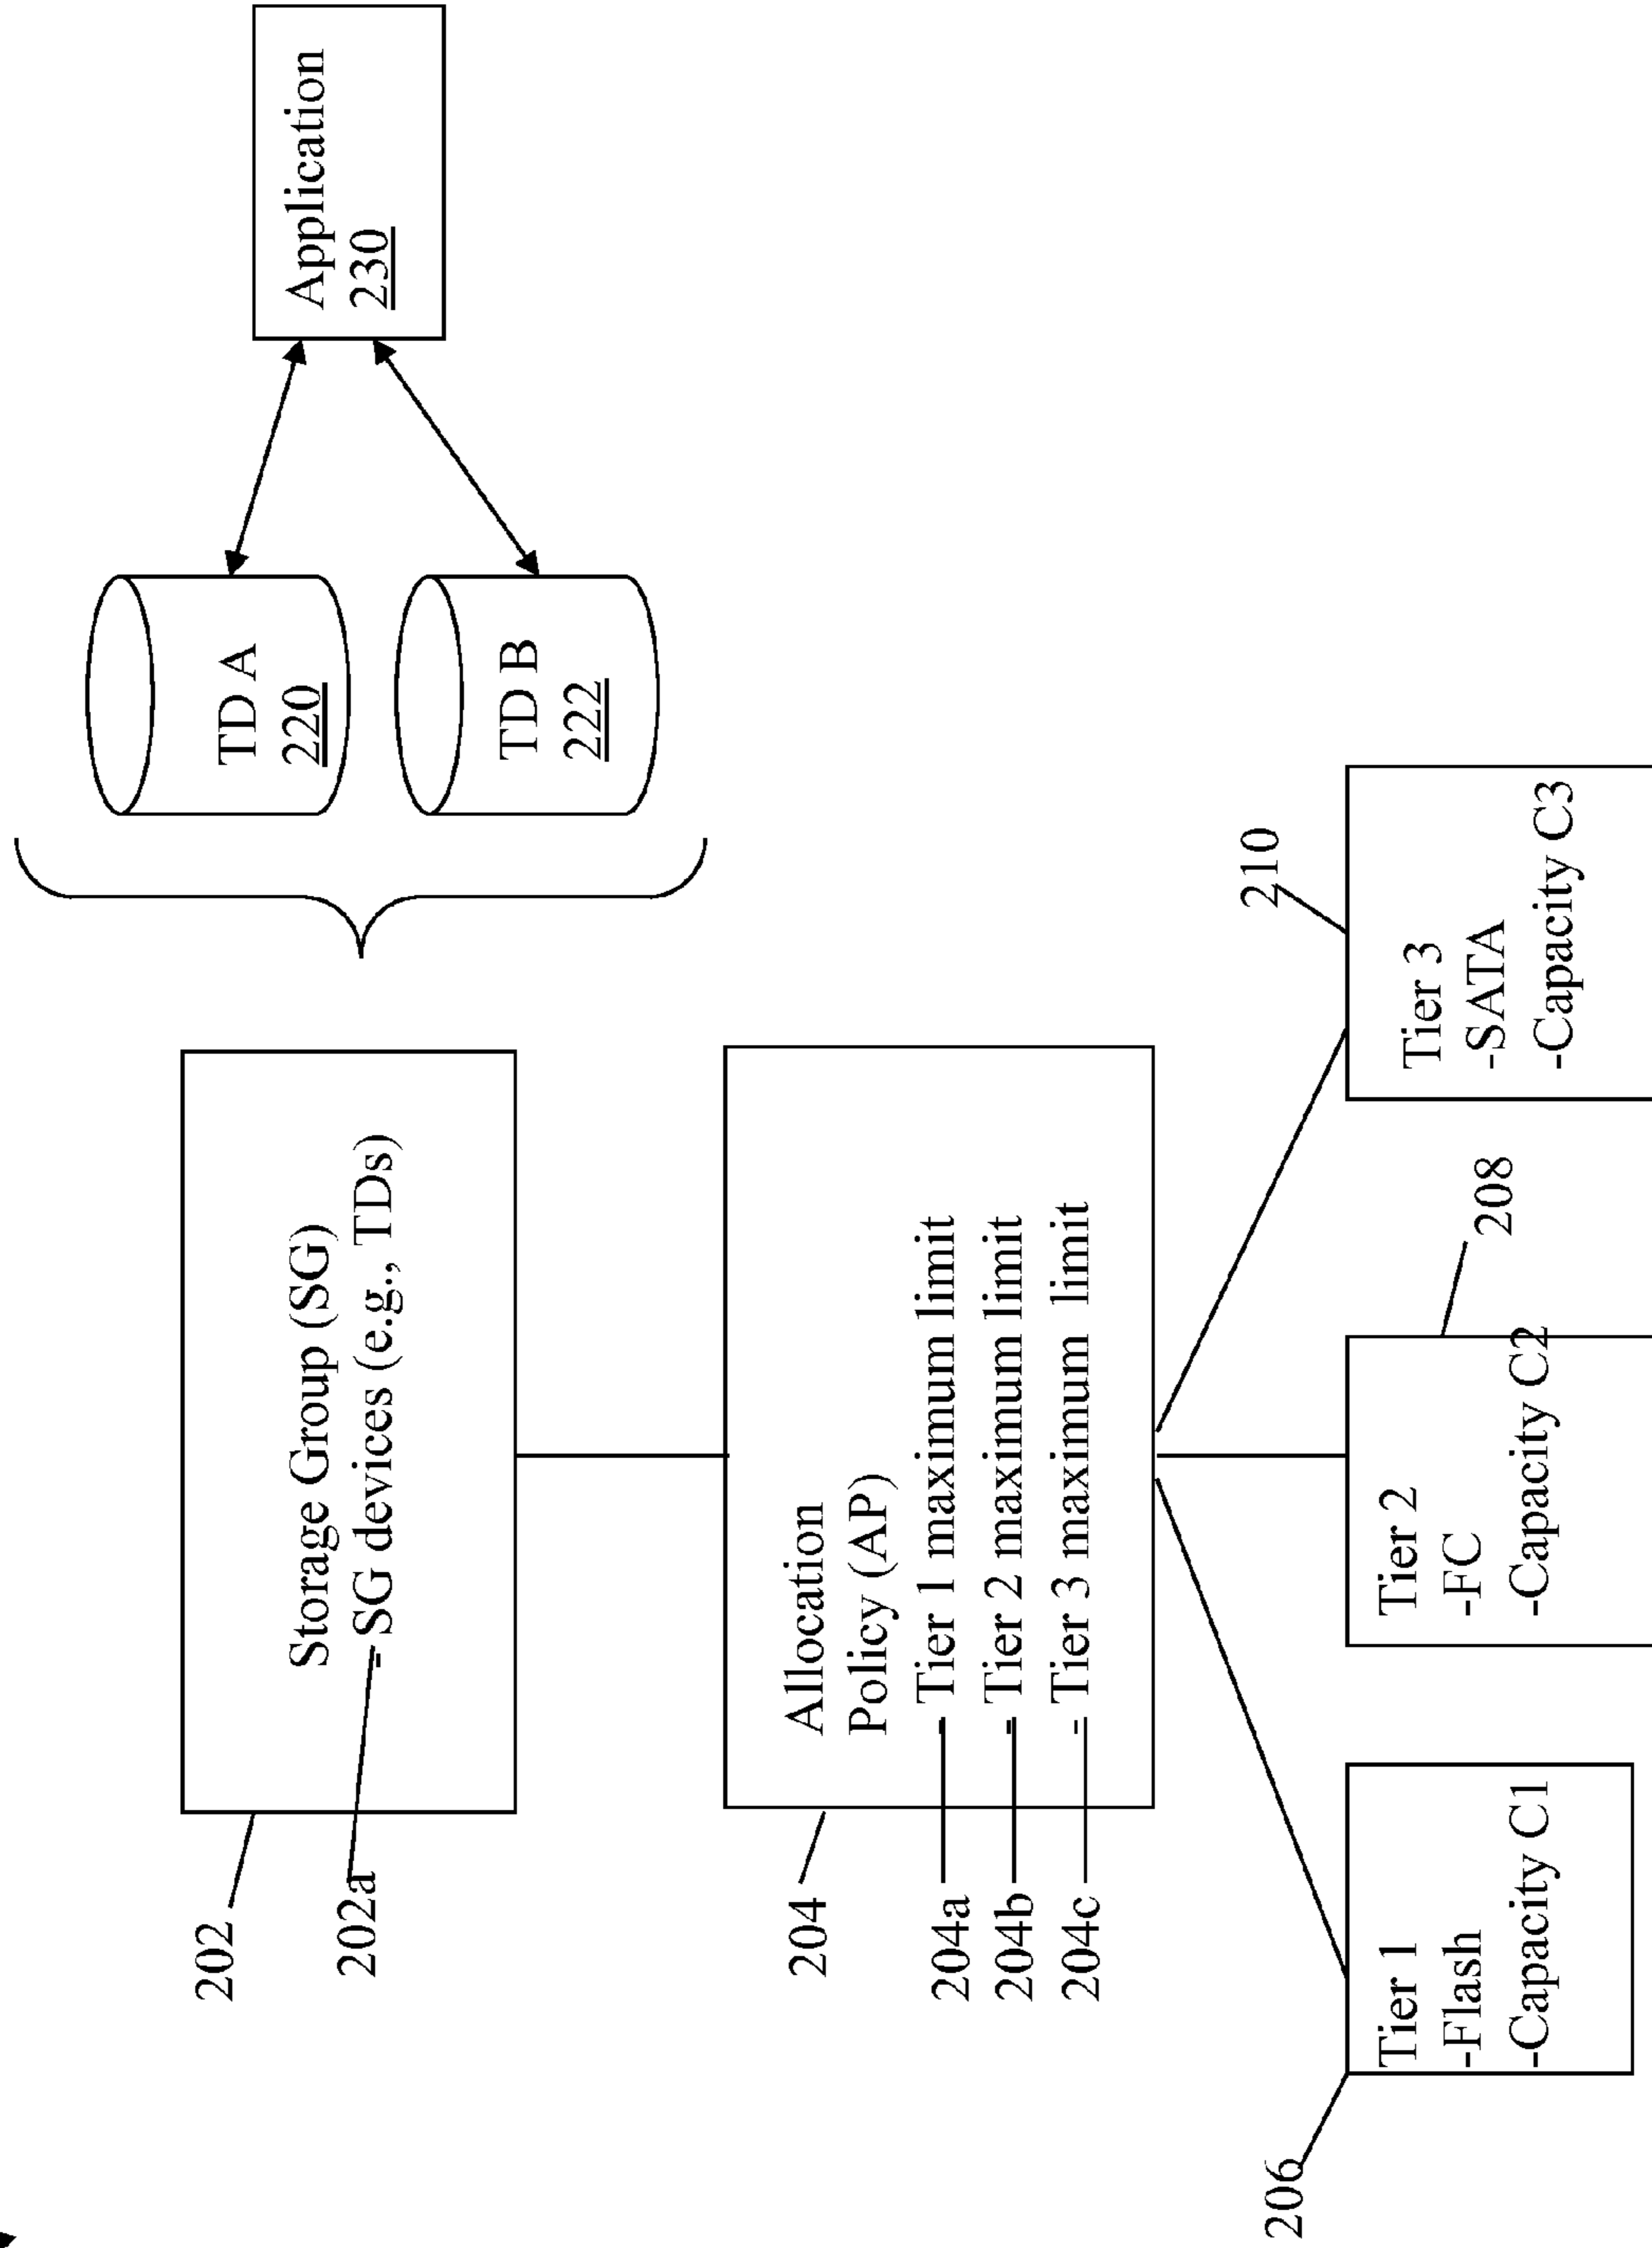 202
Storage Group (SG)
- SG devices (e.g., TDs)
202a
TD A
220
TD B
222
Application
230
204
Allocation
Policy (AP)
- Tier 1 maximum limit
- Tier 2 maximum limit
- Tier 3 maximum limit
204a
204b
204c
206
Tier 1
-Flash
-Capacity C1
Tier 2
-FC
-Capacity C2
208
210
Tier 3
-SATA
-Capacity C3